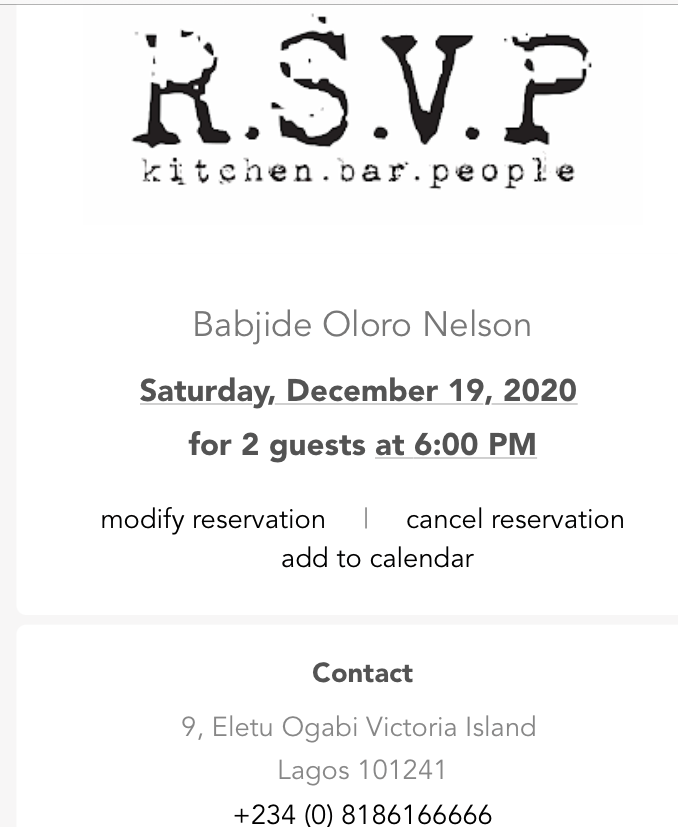 R.S.V.P
kitchen.bar.people
Babjide Oloro Nelson
Saturday, December 19, 2020
for 2 guests at 6:00 PM
modify reservation | cancel reservation
add to calendar
Contact
9, Eletu Ogabi Victoria Island
Lagos 101241
+234 (0) 8186166666